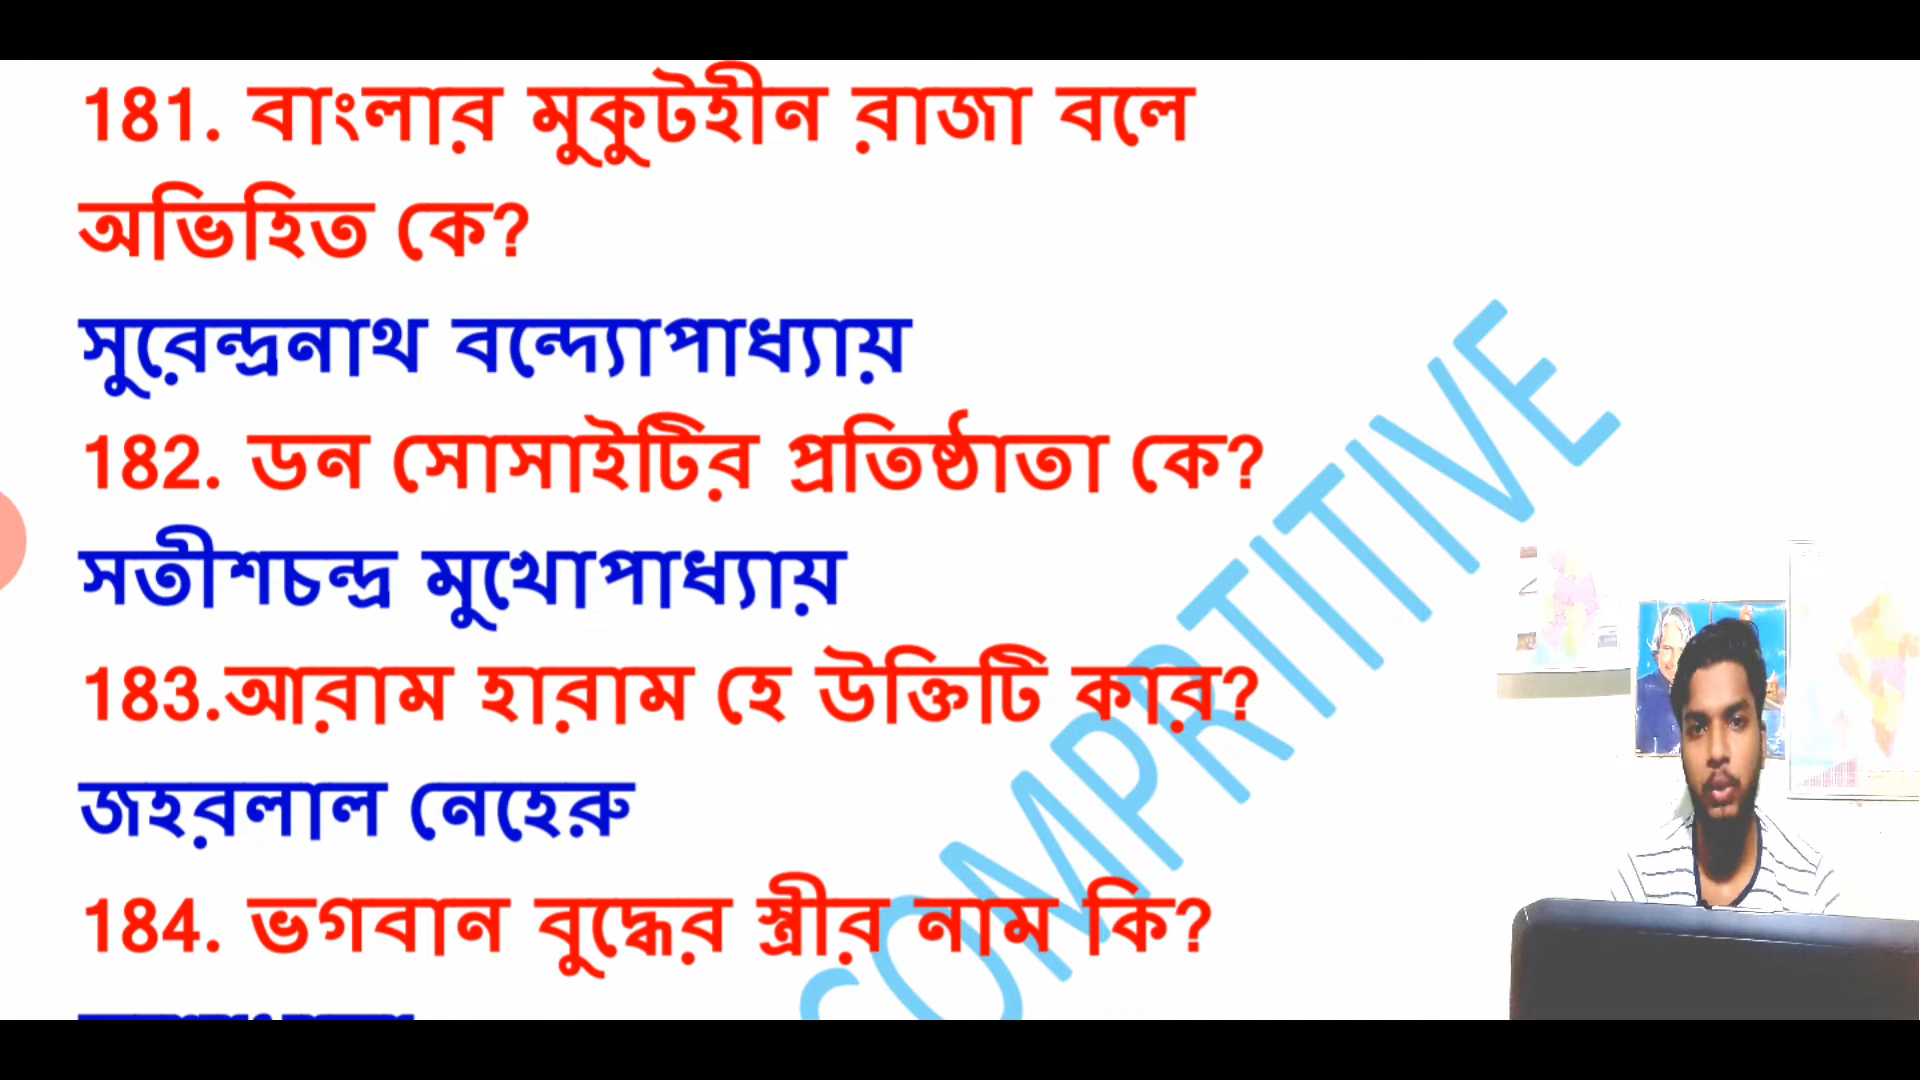 181. বাংলার মুকুটহীন রাজা বলে
অভিহিত কে?
সুরেন্দ্রনাথ বন্দ্যোপাধ্যায়
182. ডন সোসাইটির প্রতিষ্ঠাতা কে?
সতীশচন্দ্র মুখোপাধ্যায়
183.আরাম হারাম হে উক্তিটি কার?
জহরলাল নেহেরু
184. ভগবান বুদ্ধের স্ত্রীর নাম কি?
COMPRTITIVE